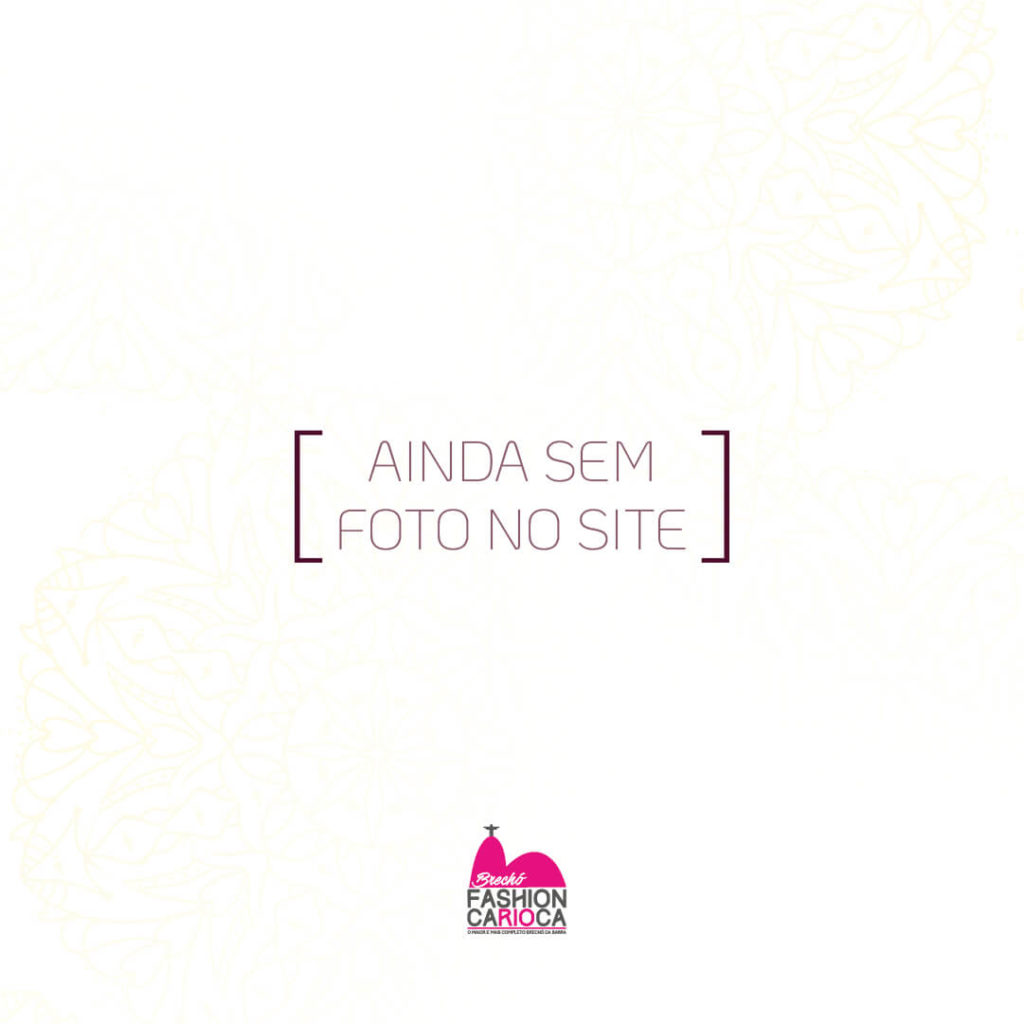 AINDA SEM
FOTO NO SITE
Brechó
FASHION
CARIOCA
O MAIOR E MAIS COMPLETO BRECHÓ DA BARRA